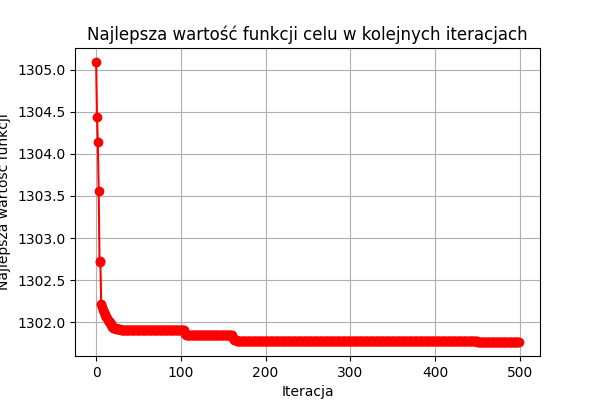 Najlepsza wartość funkcji celu w kolejnych iteracjach
Najlepsza wartość funkcji
1305.0
1304.5
1304.0
1303.5
1303.0
1302.5
1302.0
0 100 200 300 400 500
Iteracja